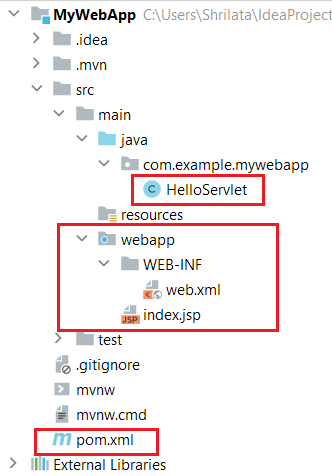 MyWebApp C:\Users\Shrilata\IdeaProject
.idea
.mvn
src
main
java
com.example.mywebapp
C HelloServlet
resources
webapp
WEB-INF
web.xml
JSP index.jsp
test
.gitignore
mvnw
mvnw.cmd
m pom.xml
External Libraries